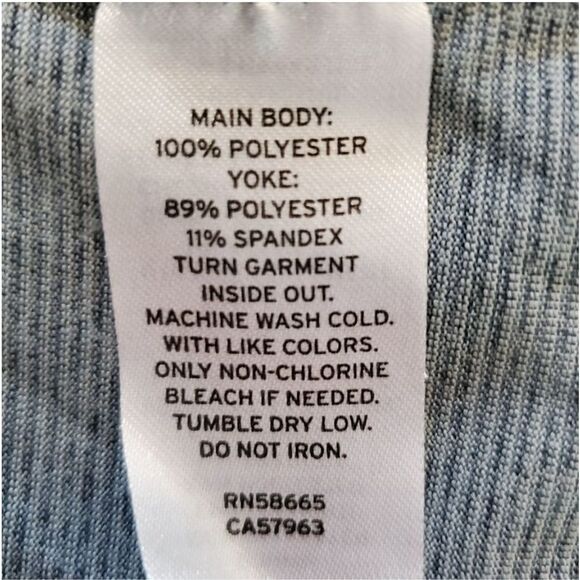 MAIN BODY:
100% POLYESTER
YOKE:
89% POLYESTER
11% SPANDEX
TURN GARMENT
INSIDE OUT.
MACHINE WASH COLD.
WITH LIKE COLORS.
ONLY NON-CHLORINE
BLEACH IF NEEDED.
TUMBLE DRY LOW.
DO NOT IRON.
RN58665
CA57963